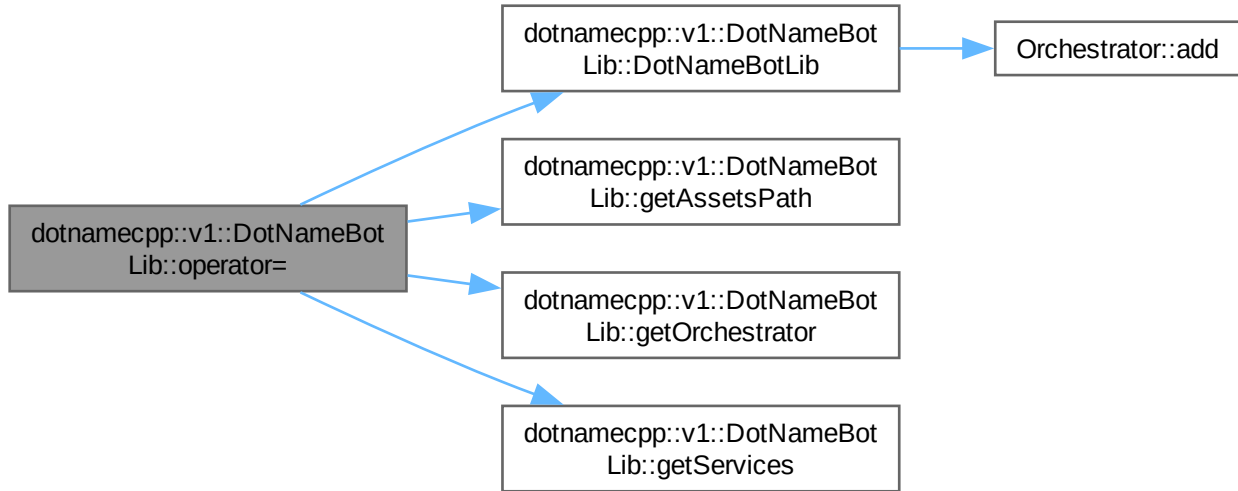 dotnamecpp::v1::DotNameBot
Lib::operator=
dotnamecpp::v1::DotNameBot
Lib::DotNameBotLib
Orchestrator::add
dotnamecpp::v1::DotNameBot
Lib::getAssetsPath
dotnamecpp::v1::DotNameBot
Lib::getOrchestrator
dotnamecpp::v1::DotNameBot
Lib::getServices